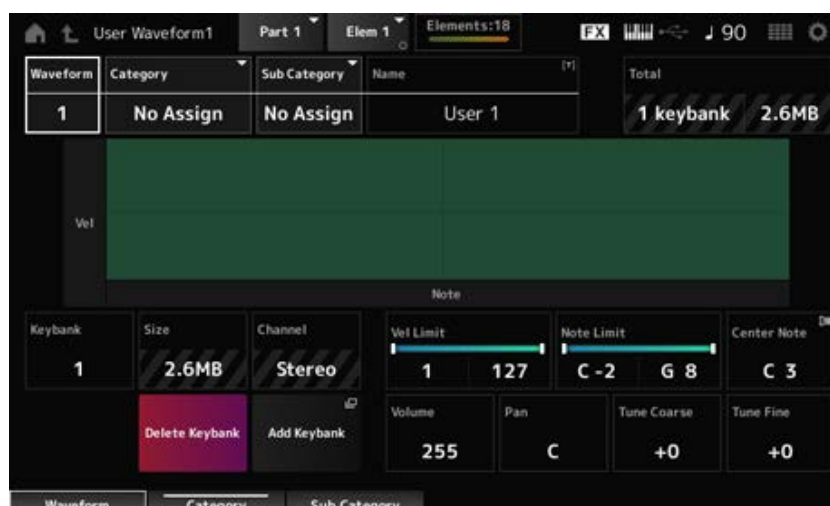 User Waveform1
Part 1
Elem 1
Elements:18
FX
90
Waveform
1
Category
No Assign
Sub Category
No Assign
Name
User 1
Total
1 keybank 2.6MB
Vel
Note
Keybank
1
Size
2.6MB
Channel
Stereo
Vel Limit
1 127
Note Limit
C -2 G 8
Center Note
C 3
Delete Keybank
Add Keybank
Volume
255
Pan
C
Tune Coarse
+0
Tune Fine
+0
Waveform
Category
Sub Category